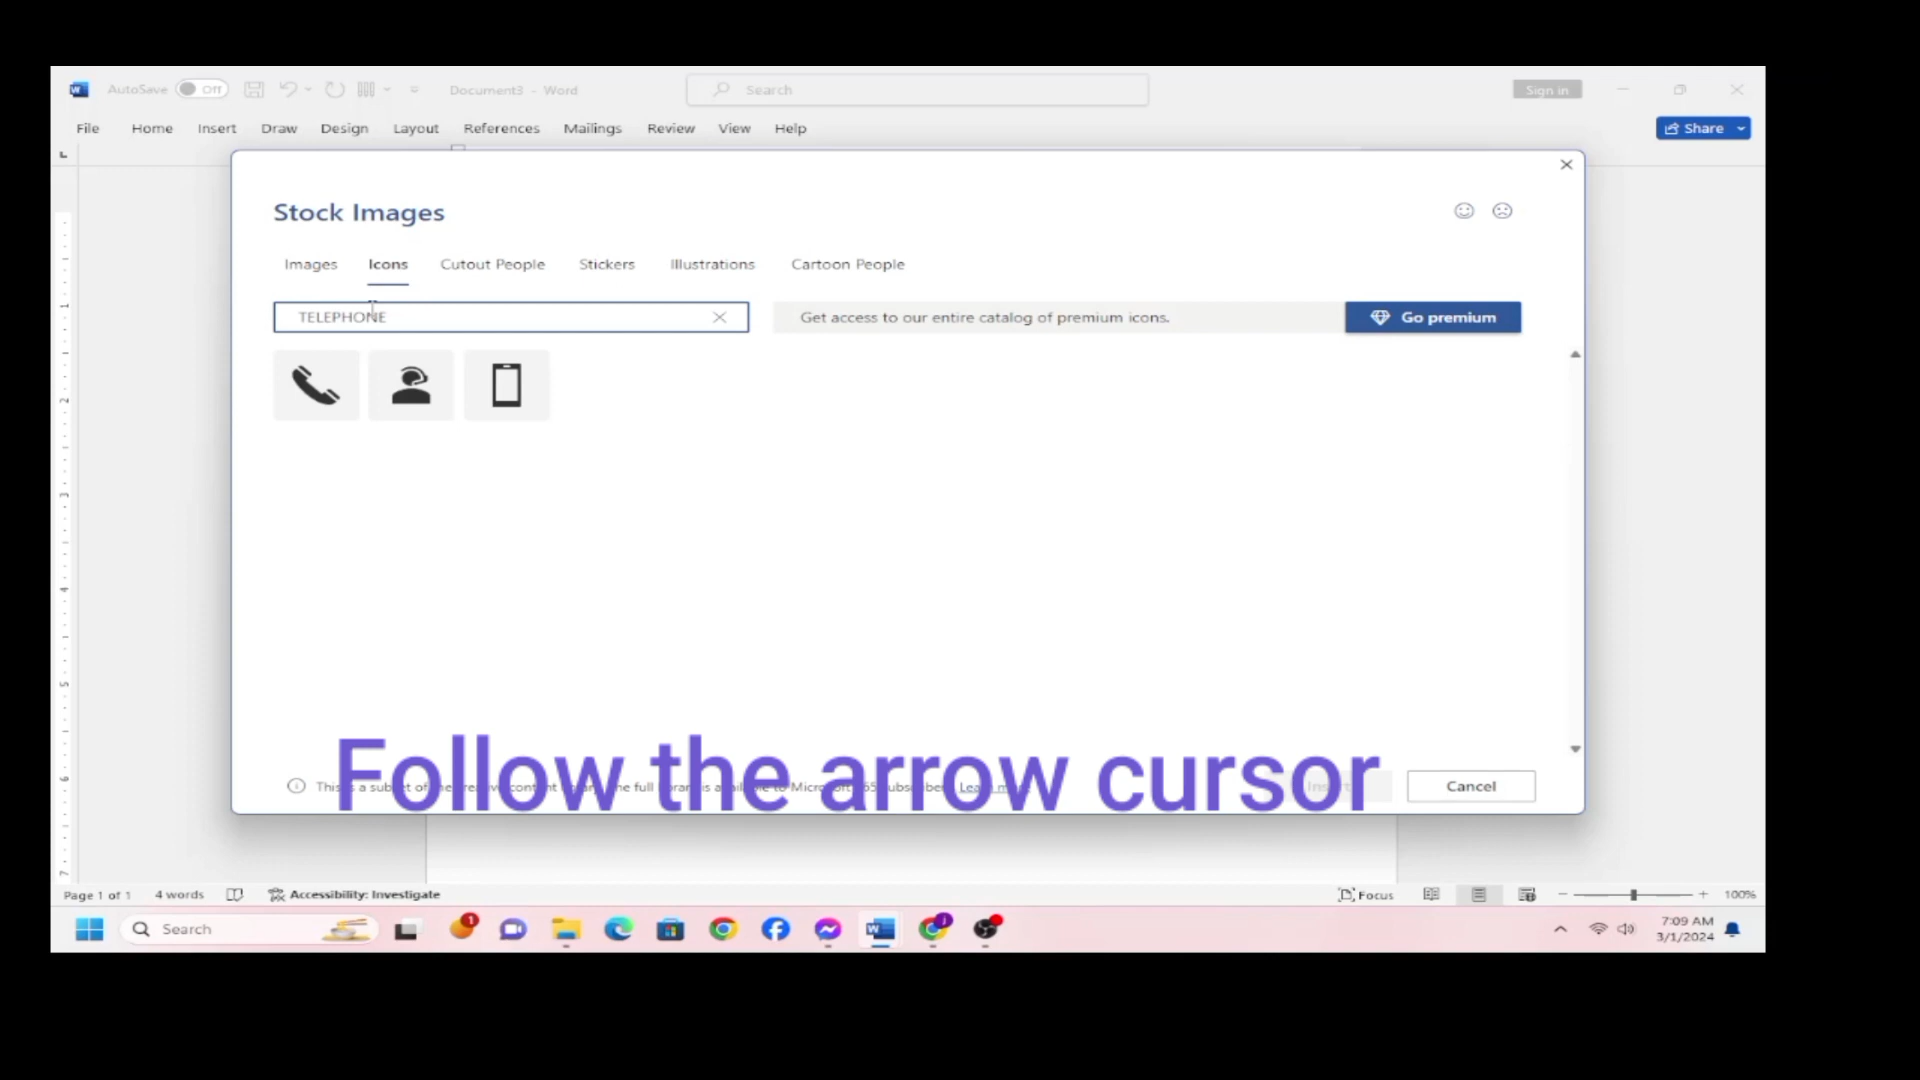 AutoSave Off Document3 - Word Search Sign in
File Home Insert Draw Design Layout References Mailings Review View Help Share
Stock Images
Images Icons Cutout People Stickers Illustrations Cartoon People
TELEPHONE Get access to our entire catalog of premium icons. Go premium
Follow the arrow cursor
Cancel
Page 1 of 1 4 words Accessibility: Investigate Focus 100%
Search 7:09 AM
3/1/2024